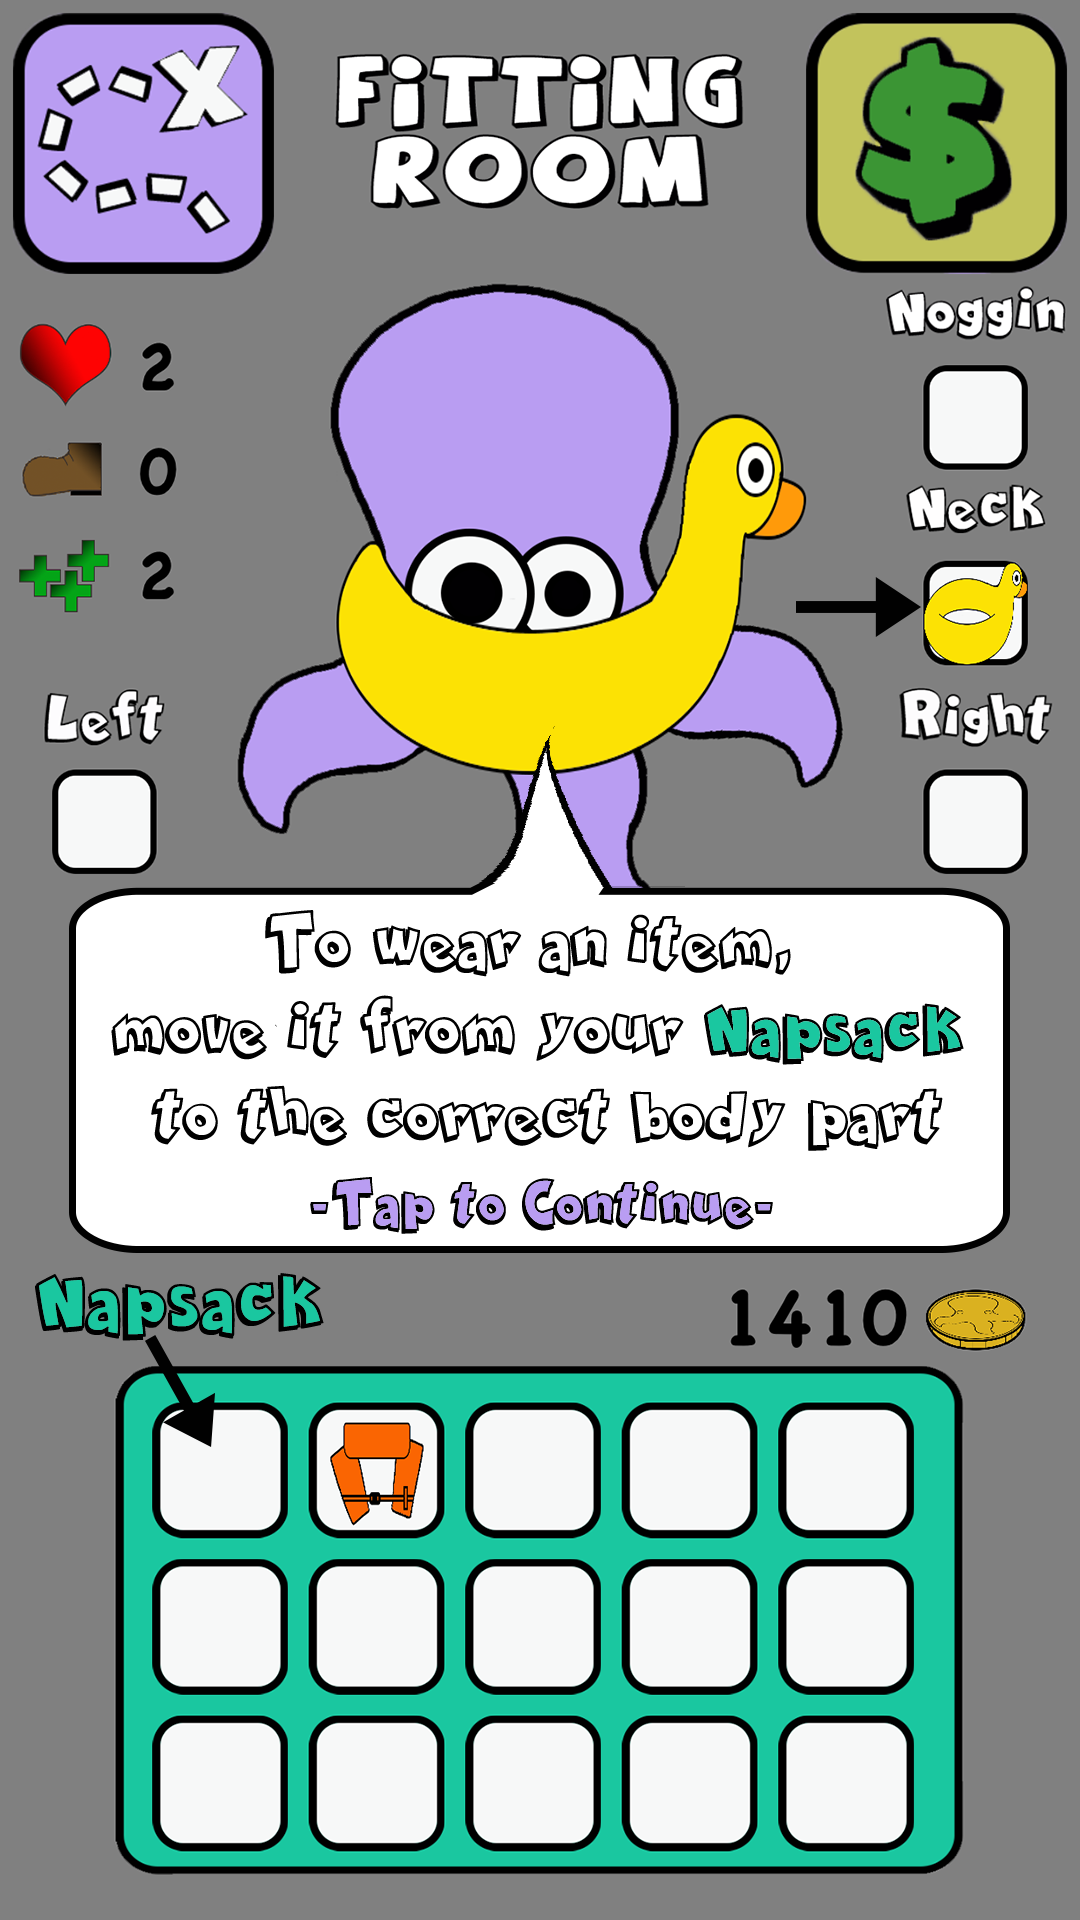 X
FiTTiNG
ROOM
$
Noggin
2
0
Neck
2
Left
Right
To wear an item,
move it from your Napsack
to the correct body part
-Tap to Continue-
Napsack
1410